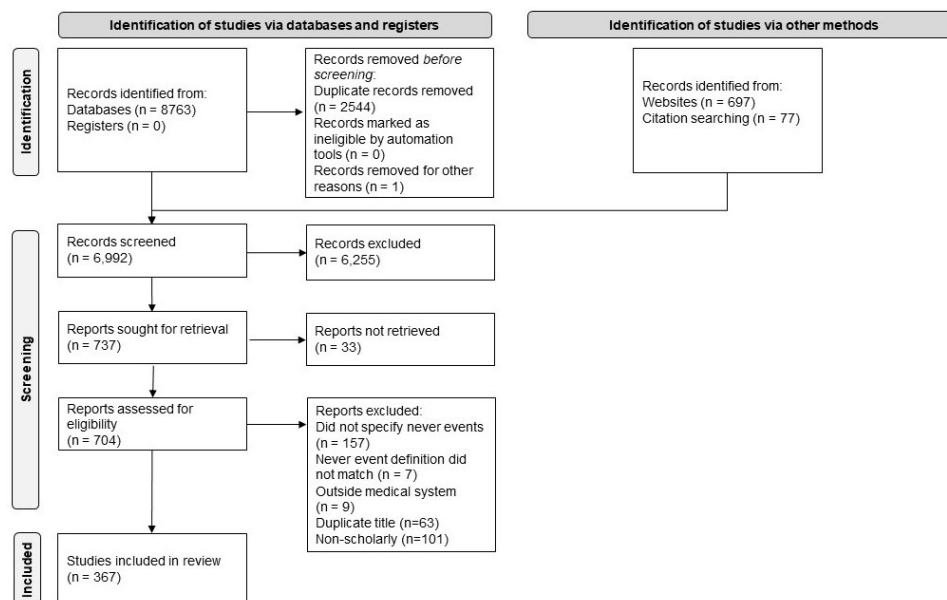 Identification of studies via databases and registers
Identification of studies via other methods
Identification
Records identified from:
Databases (n = 8763)
Registers (n = 0)
Records removed before
screening:
Duplicate records removed
(n = 2544)
Records marked as
ineligible by automation
tools (n = 0)
Records removed for other
reasons (n = 1)
Records identified from:
Websites (n = 697)
Citation searching (n = 77)
Screening
Records screened
(n = 6,992)
Records excluded
(n = 6,255)
Reports sought for retrieval
(n = 737)
Reports not retrieved
(n = 33)
Reports assessed for
eligibility
(n = 704)
Reports excluded:
Did not specify never events
(n = 157)
Never event definition did
not match (n = 7)
Outside medical system
(n = 9)
Duplicate title (n=63)
Non-scholarly (n=101)
Included
Studies included in review
(n = 367)